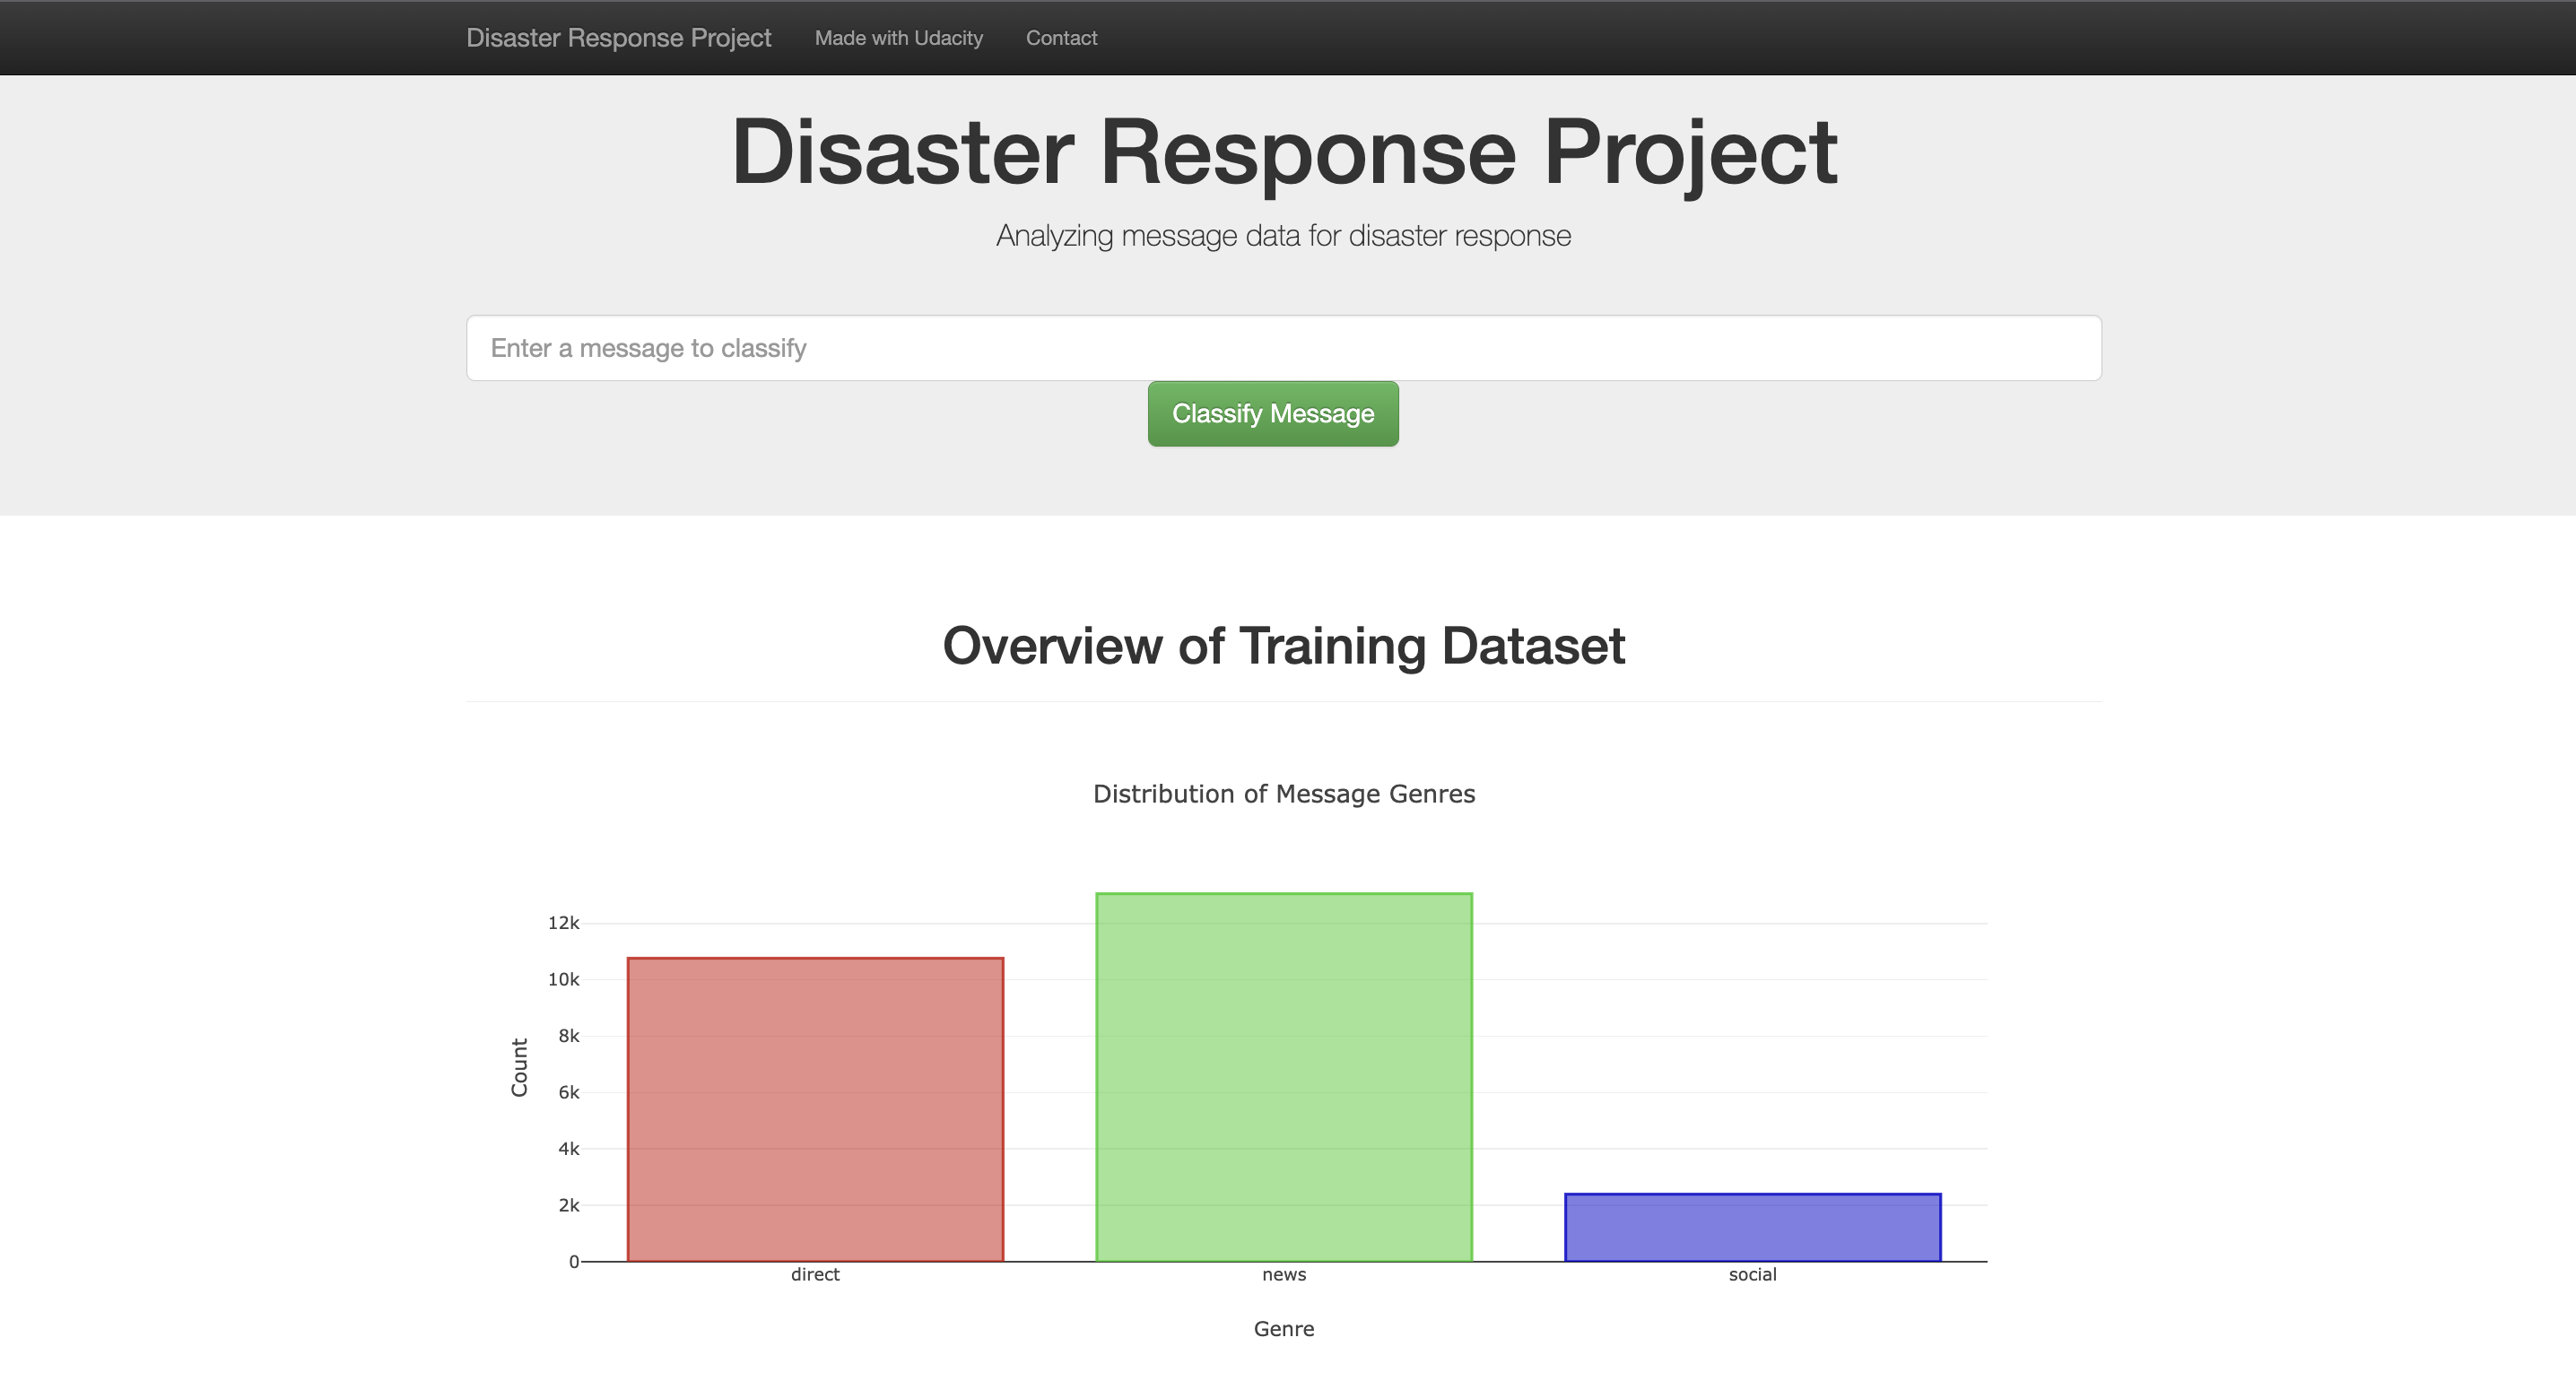 Disaster Response Project Made with Udacity Contact
Disaster Response Project
Analyzing message data for disaster response
Enter a message to classify
Classify Message
Overview of Training Dataset
Distribution of Message Genres
12k
10k
8k
6k
4k
2k
0
Count
direct news social
Genre